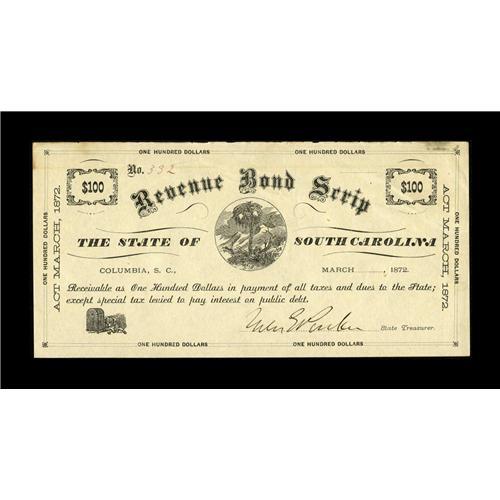 ONE HUNDRED DOLLARS ONE HUNDRED DOLLARS
No. 332
$100 Revenue Bond Scrip $100
THE STATE OF SOUTH CAROLINA
COLUMBIA, S. C., MARCH , 1872.
Receivable as One Hundred Dollars in payment of all taxes and dues to the State;
except special tax levied to pay interest on public debt.
Niles G Parker State Treasurer.
ONE HUNDRED DOLLARS ONE HUNDRED DOLLARS
ONE HUNDRED DOLLARS
ACT MARCH, 1872.
ACT MARCH, 1872.
ONE HUNDRED DOLLARS